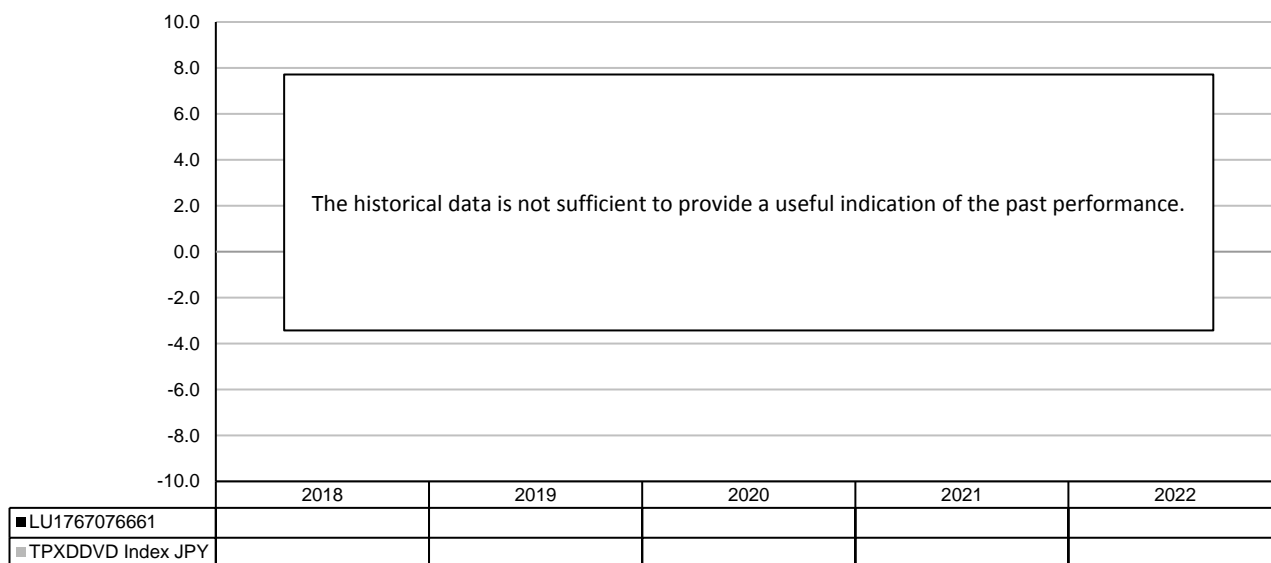 10.0
8.0
6.0
4.0
2.0
0.0
-2.0
-4.0
-6.0
-8.0
-10.0
The historical data is not sufficient to provide a useful indication of the past performance.
2018 2019 2020 2021 2022
LU1767076661
TPXDDVD Index JPY